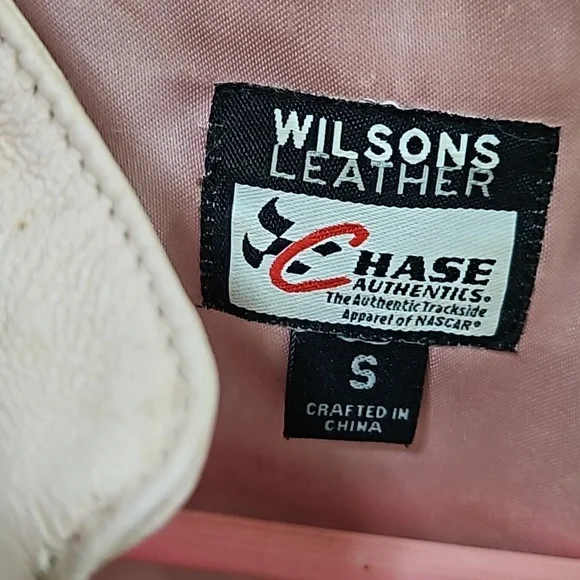 WILSONS
LEATHER
CHASE
AUTHENTICS®
The Authentic Trackside
Apparel of NASCAR®
S
CRAFTED IN
CHINA